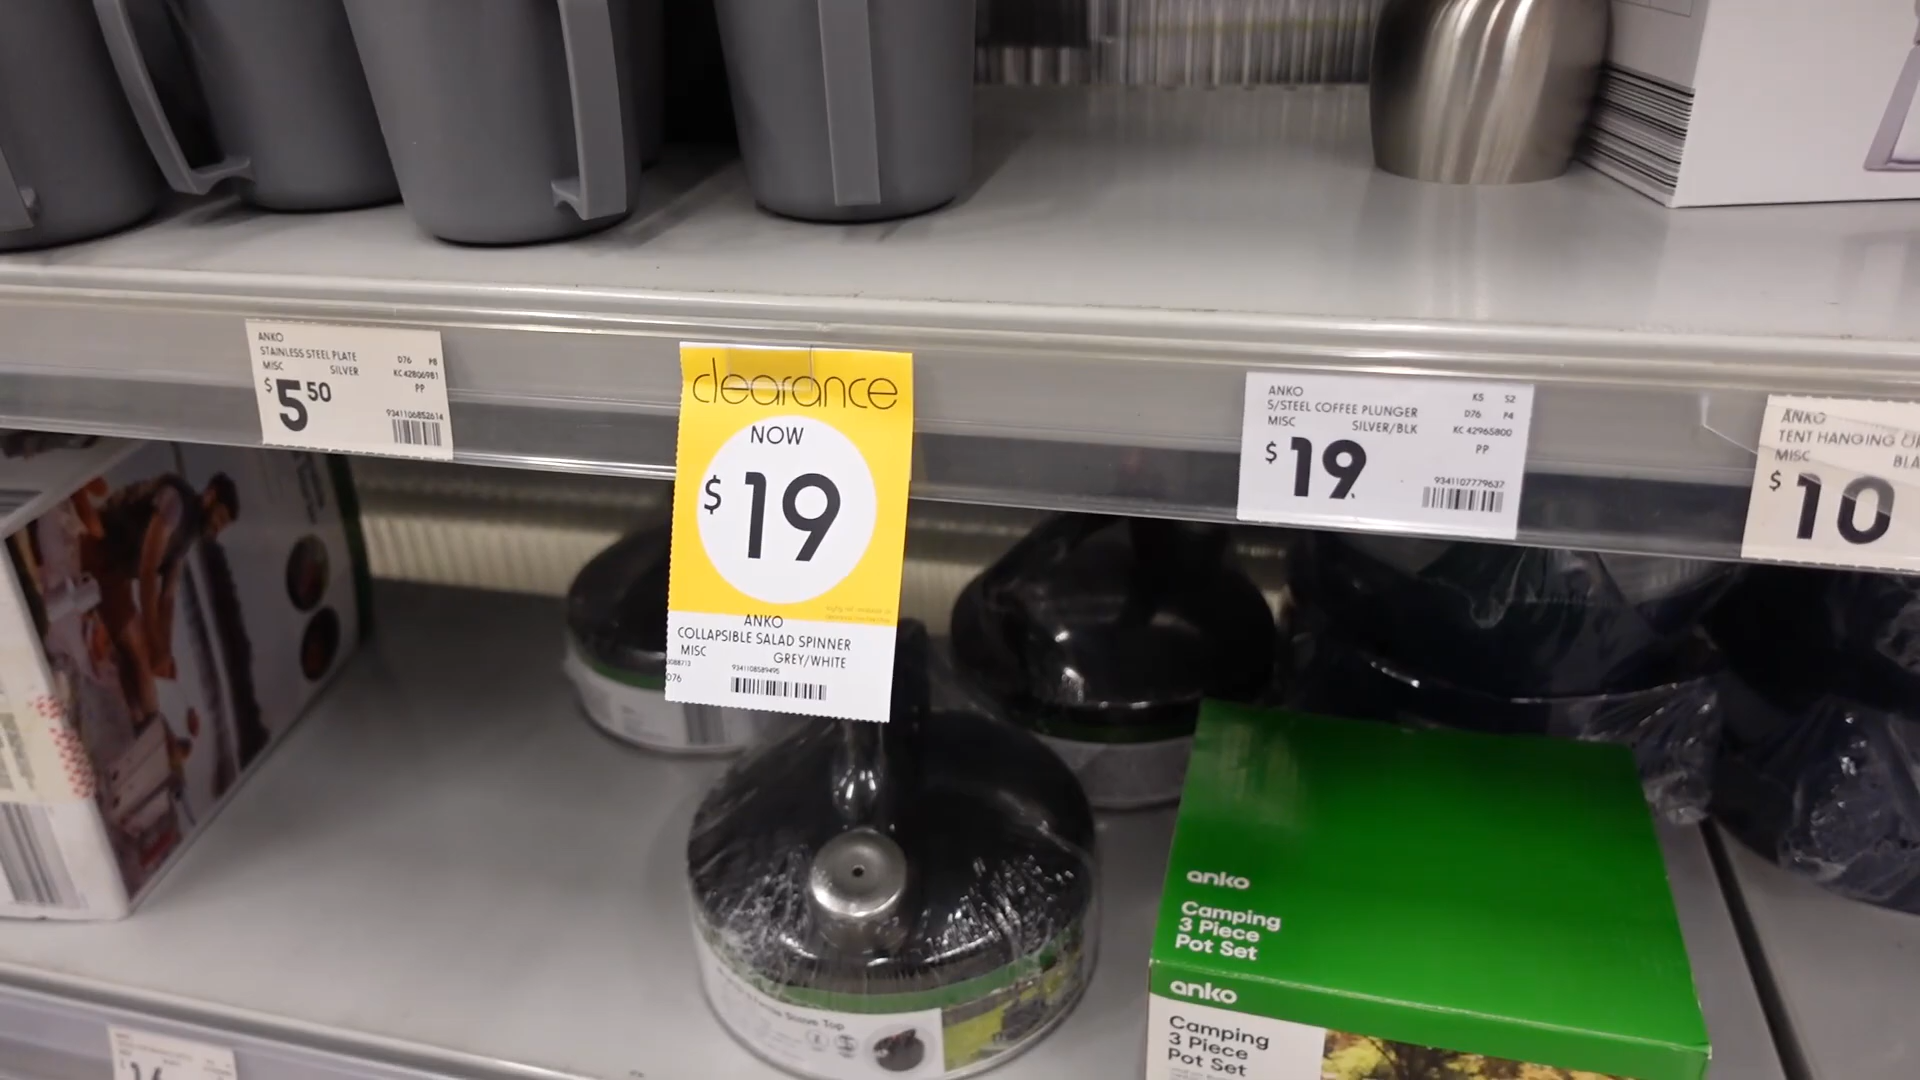 ANKO
STAINLESS STEEL PLATE
MISC SILVER
D76 P8
KC 42806981
PP
$5 50
9341106852614
clearance
NOW
$19
ANKO
COLLAPSIBLE SALAD SPINNER
MISC GREY/WHITE
D76
9341108589495
ANKO
S/STEEL COFFEE PLUNGER
MISC SILVER/BLK
K5 S2
D76 P4
KC 42965800
PP
$19
9341107779637
ANKO
TENT HANGING
MISC
$10
anko
Camping
3 Piece
Pot Set
anko
Camping
3 Piece
Pot Set
Stove Top